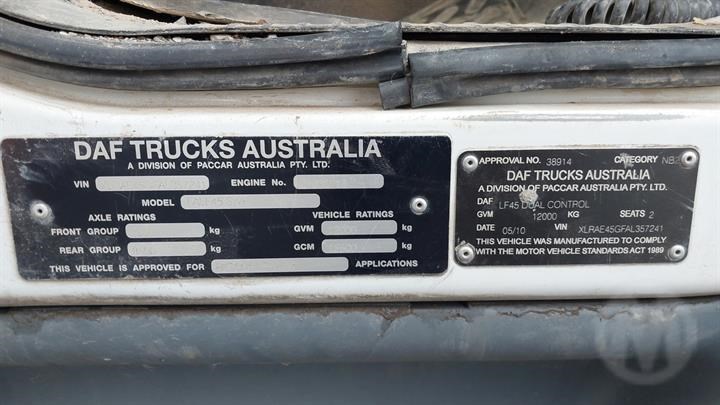 DAF TRUCKS AUSTRALIA
A DIVISION OF PACCAR AUSTRALIA PTY. LTD.
VIN ENGINE No.
MODEL
AXLE RATINGS VEHICLE RATINGS
FRONT GROUP kg GVM kg
REAR GROUP kg GCM kg
THIS VEHICLE IS APPROVED FOR APPLICATIONS
APPROVAL NO. 38914 CATEGORY
DAF TRUCKS AUSTRALIA
A DIVISION OF PACCAR AUSTRALIA PTY. LTD.
DAF LF45 DUAL CONTROL
GVM 12000 KG SEATS 2
DATE 05/10 VIN XLRAE45GFAL357241
THIS VEHICLE WAS MANUFACTURED TO COMPLY
WITH THE MOTOR VEHICLE STANDARDS ACT 1989